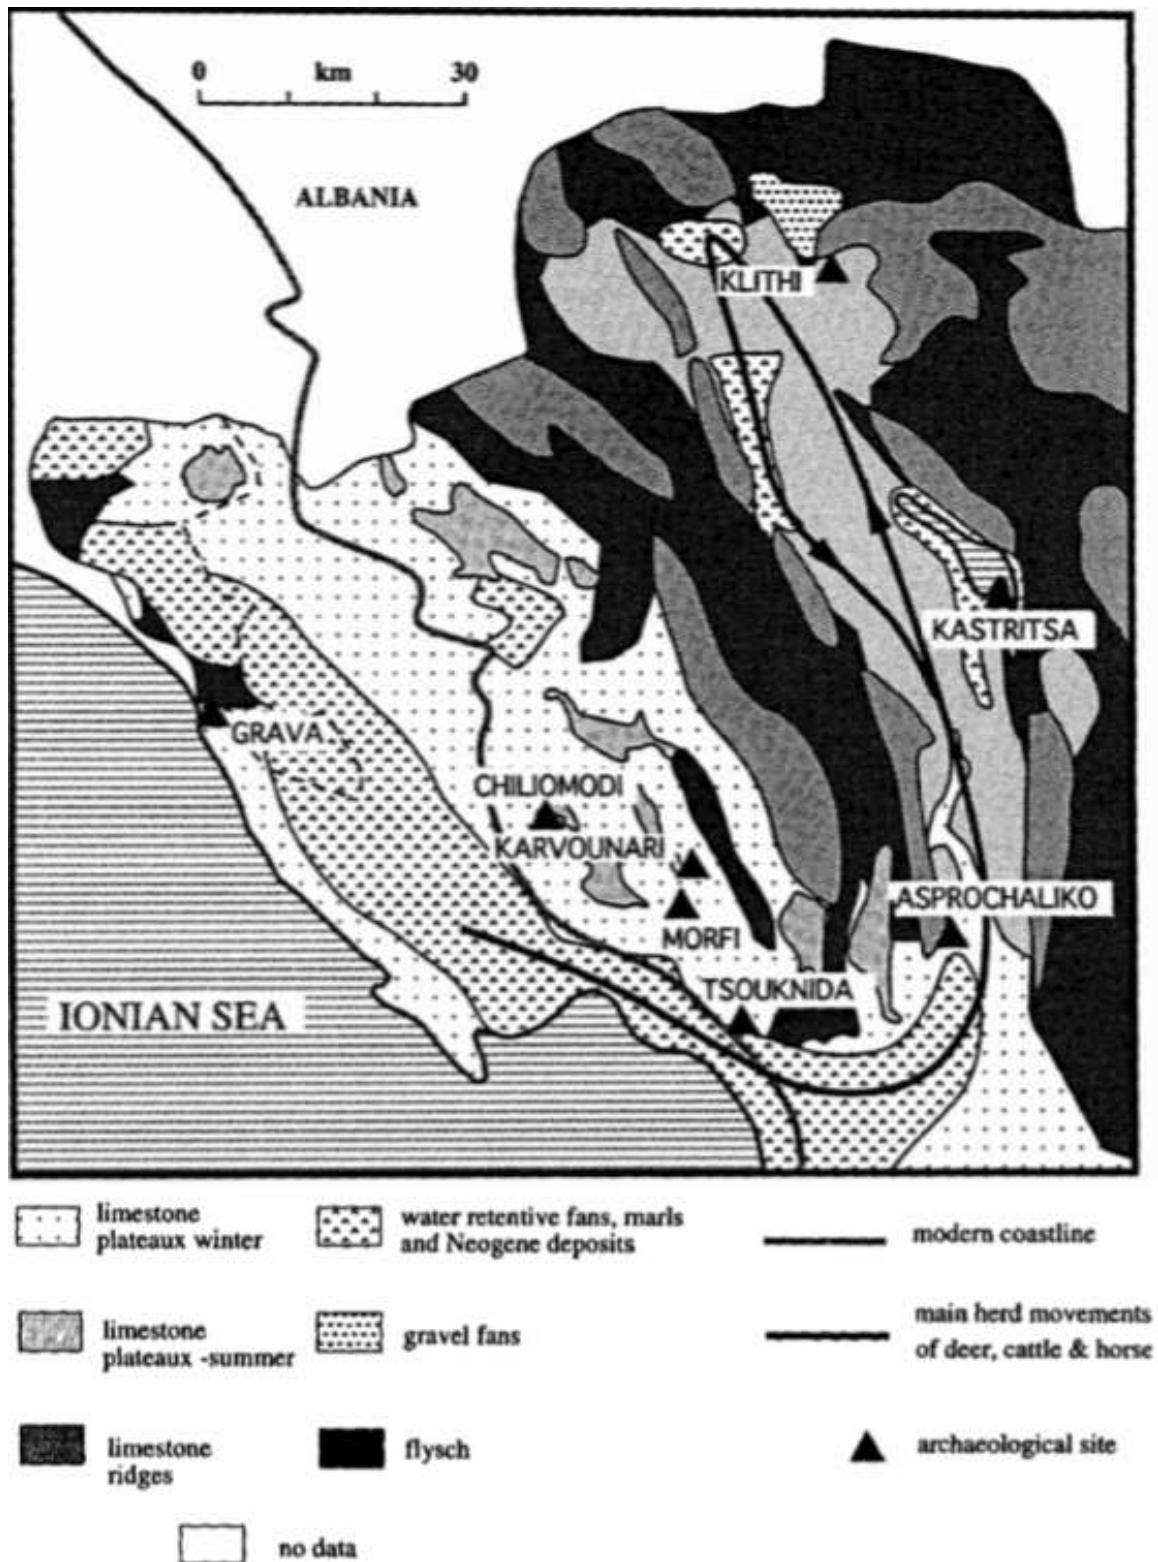 0 km 30
ALBANIA
KLITHI
KASTRITSA
GRAVA
CHILIOMODI
KARVOUNARI
ASPROCHALIKO
MORFI
TSOUKNIDA
IONIAN SEA
limestone
plateaux winter
water retentive fans, marls
and Neogene deposits
modern coastline
limestone
plateaux -summer
gravel fans
main herd movements
of deer, cattle & horse
limestone
ridges
flysch
archaeological site
no data